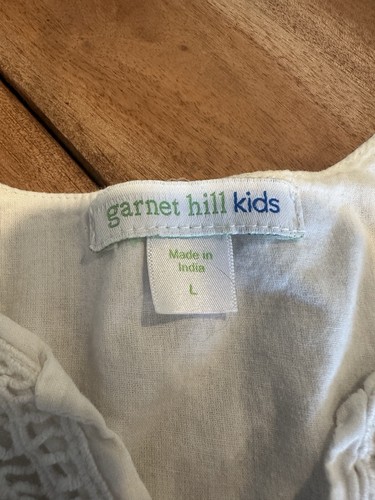 garnet hill kids
Made in
India
L